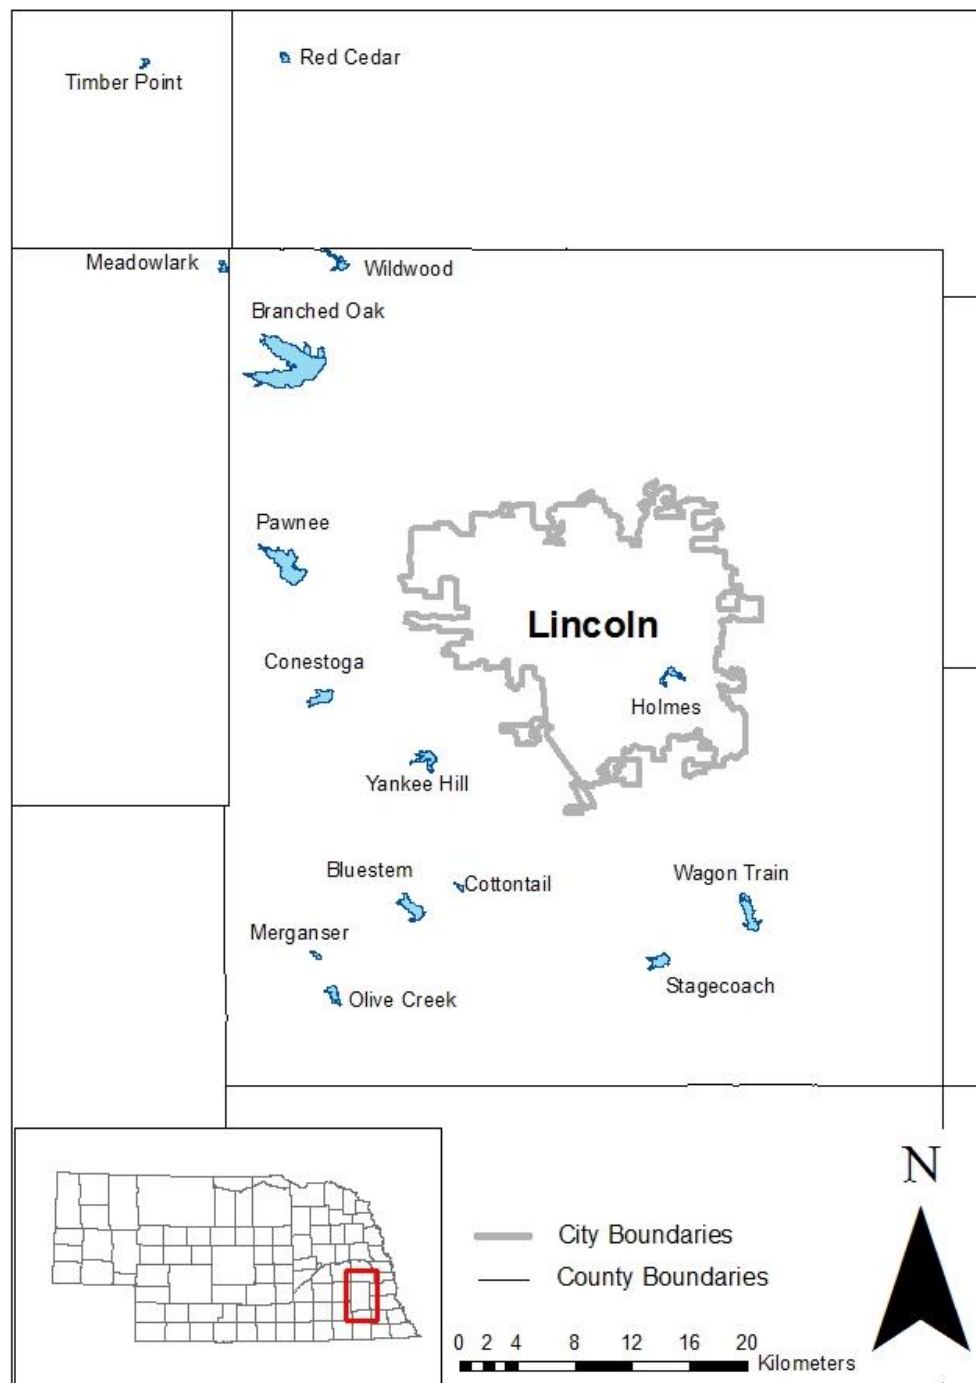 Red Cedar
Timber Point
Meadowlark
Wildwood
Branched Oak
Pawnee
Lincoln
Conestoga
Holmes
Yankee Hill
Bluestem
Cottontail
Wagon Train
Merganser
Stagecoach
Olive Creek
N
City Boundaries
County Boundaries
0 2 4 8 12 16 20
Kilometers